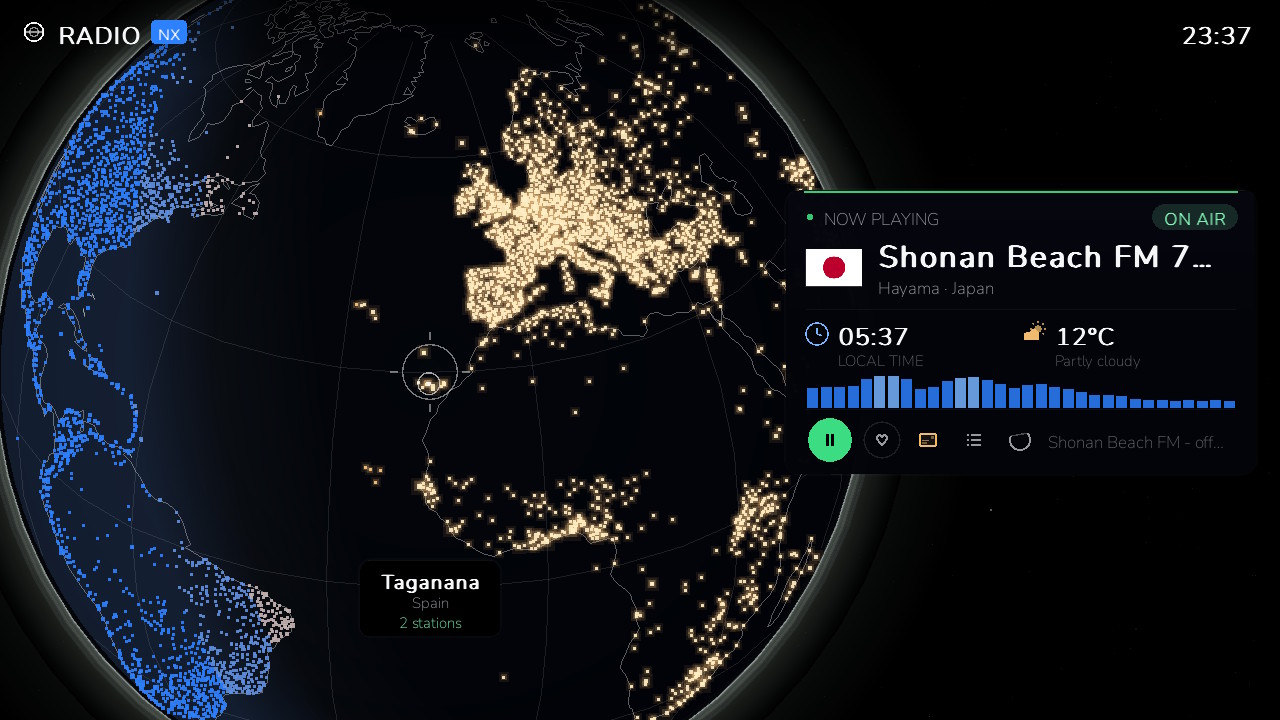 RADIO NX
23:37
NOW PLAYING
ON AIR
Shonan Beach FM 7...
Hayama · Japan
05:37
LOCAL TIME
12°C
Partly cloudy
Shonan Beach FM - off...
Taganana
Spain
2 stations